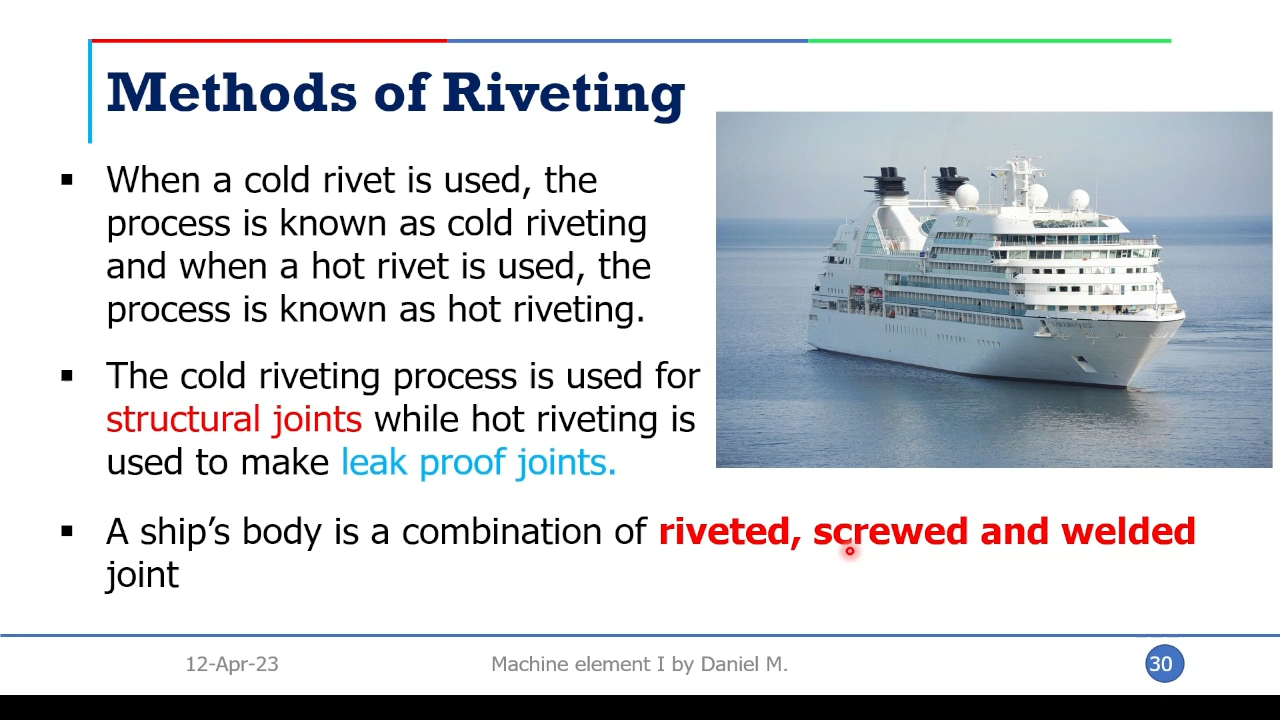 Methods of Riveting
▪ When a cold rivet is used, the
process is known as cold riveting
and when a hot rivet is used, the
process is known as hot riveting.
▪ The cold riveting process is used for
structural joints while hot riveting is
used to make leak proof joints.
▪ A ship’s body is a combination of riveted, screwed and welded
joint
12-Apr-23
Machine element I by Daniel M.
30